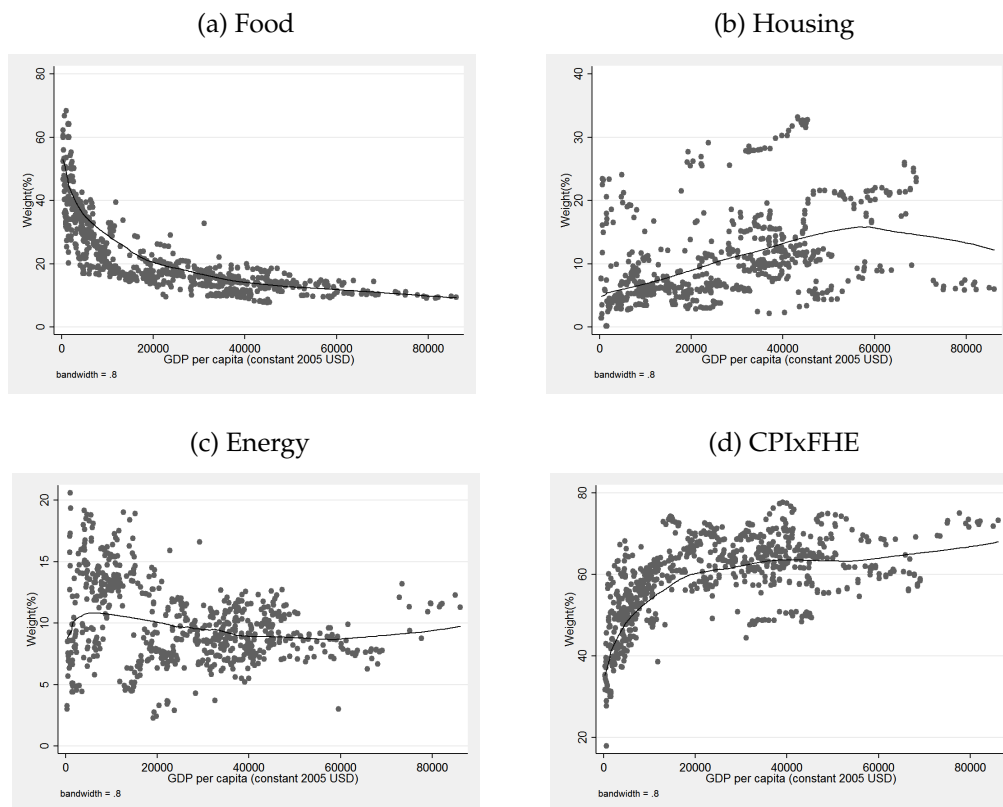 (a) Food
80
60
40
20
0
Weight(%)
0 20000 40000 60000 80000
GDP per capita (constant 2005 USD)
bandwidth = .8
(b) Housing
40
30
20
10
0
Weight(%)
0 20000 40000 60000 80000
GDP per capita (constant 2005 USD)
bandwidth = .8
(c) Energy
20
15
10
5
0
Weight(%)
0 20000 40000 60000 80000
GDP per capita (constant 2005 USD)
bandwidth = .8
(d) CPIxFHE
80
60
40
20
Weight(%)
0 20000 40000 60000 80000
GDP per capita (constant 2005 USD)
bandwidth = .8